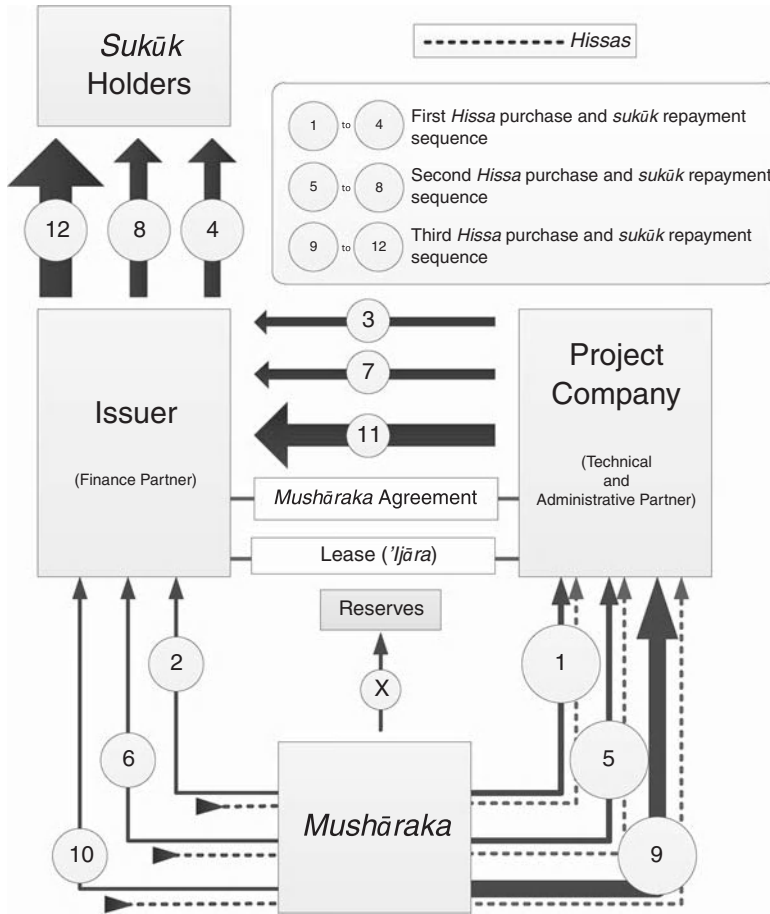 Sukūk
Holders
Hissas
1 to 4 First Hissa purchase and sukūk repayment
sequence
5 to 8 Second Hissa purchase and sukūk repayment
sequence
9 to 12 Third Hissa purchase and sukūk repayment
sequence
12
8
4
3
7
11
Issuer
(Finance Partner)
Project
Company
(Technical
and
Administrative Partner)
Mushāraka Agreement
Lease ('Ijāra)
Reserves
2
X
1
6
5
10
9
Mushāraka